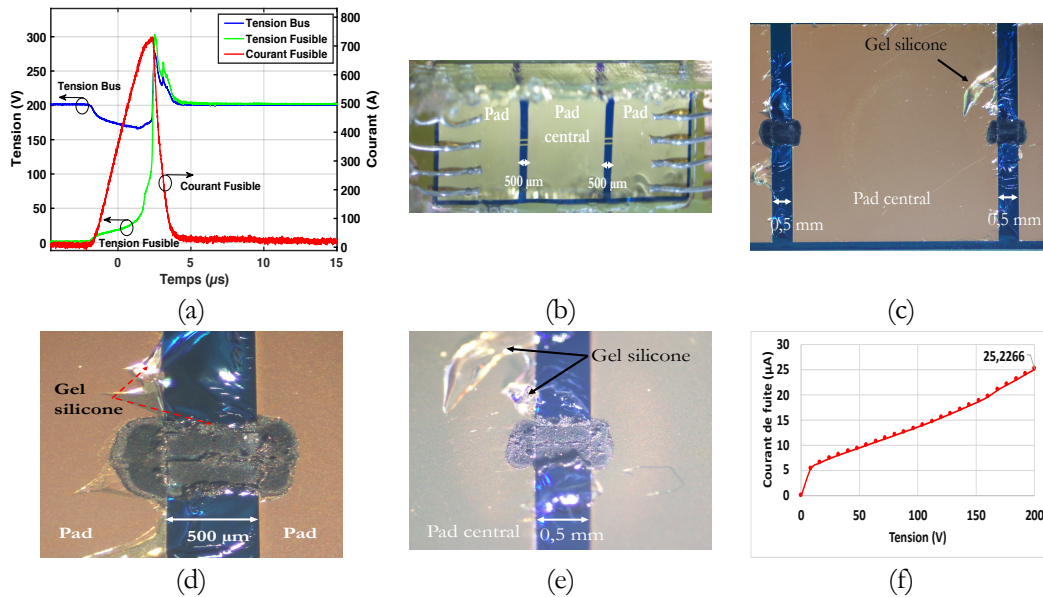 Tension Bus
Tension Fusible
Courant Fusible
Tension (V)
300
250
200
150
100
50
0
Tension Bus
Courant Fusible
Tension Fusible
800
700
600
500
400
300
200
100
0
Courant (A)
0
5
10
15
Temps (µs)
(a)
Pad
Pad
central
Pad
500 µm
500 µm
(b)
Gel silicone
Pad central
0,5 mm
0,5 mm
(c)
Gel
silicone
Pad
500 µm
Pad
(d)
Gel silicone
Pad central
0,5 mm
(e)
Courant de fuite (µA)
30
25
20
15
10
5
0
25,2266
0
50
100
150
200
Tension (V)
(f)